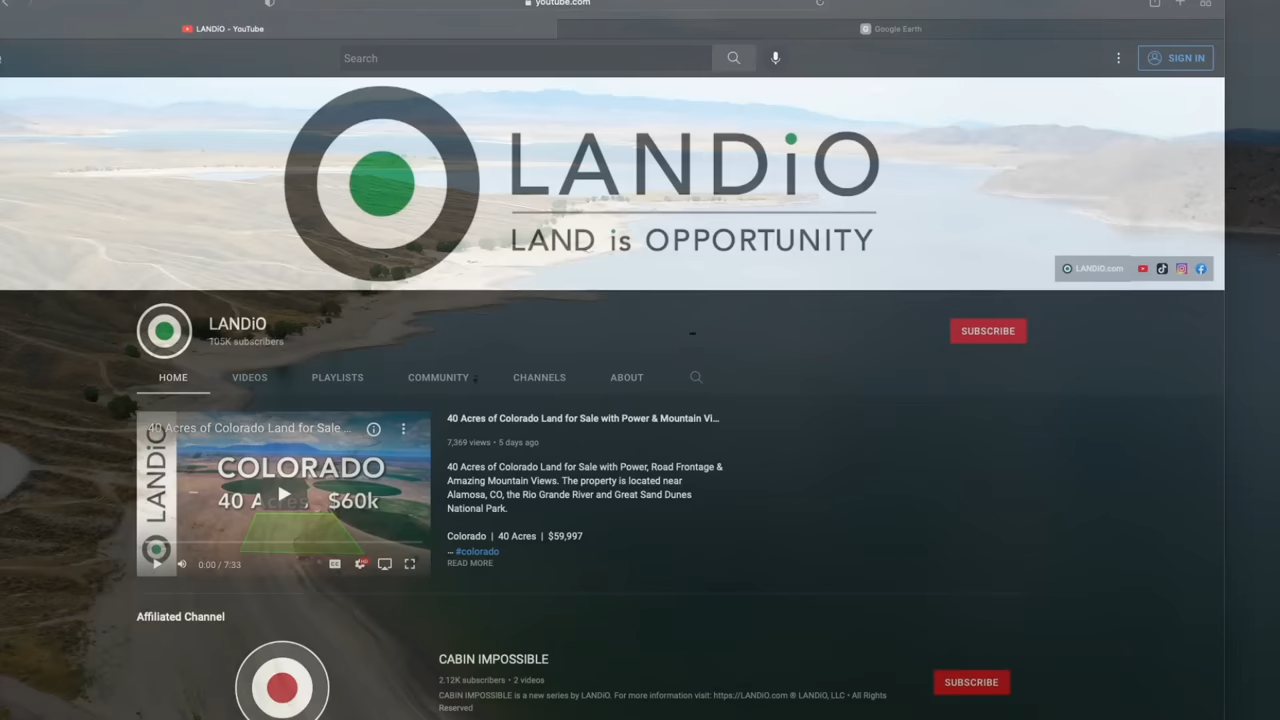 youtube.com
LANDiO - YouTube
G Google Earth
Search
SIGN IN
LANDiO
LAND is OPPORTUNITY
LANDiO.com
LANDiO
105K subscribers
SUBSCRIBE
HOME VIDEOS PLAYLISTS COMMUNITY CHANNELS ABOUT
40 Acres of Colorado Land for Sale ...
LANDiO
COLORADO
40 Acres $60k
0:00 / 7:33
CC
HD
40 Acres of Colorado Land for Sale with Power & Mountain Vi...
7,369 views • 5 days ago
40 Acres of Colorado Land for Sale with Power, Road Frontage &
Amazing Mountain Views. The property is located near
Alamosa, CO, the Rio Grande River and Great Sand Dunes
National Park.
Colorado | 40 Acres | $59,997
... #colorado
READ MORE
Affiliated Channel
CABIN IMPOSSIBLE
2.12K subscribers • 2 videos
CABIN IMPOSSIBLE is a new series by LANDiO. For more information visit: https://LANDiO.com ® LANDiO, LLC • All Rights
Reserved
SUBSCRIBE